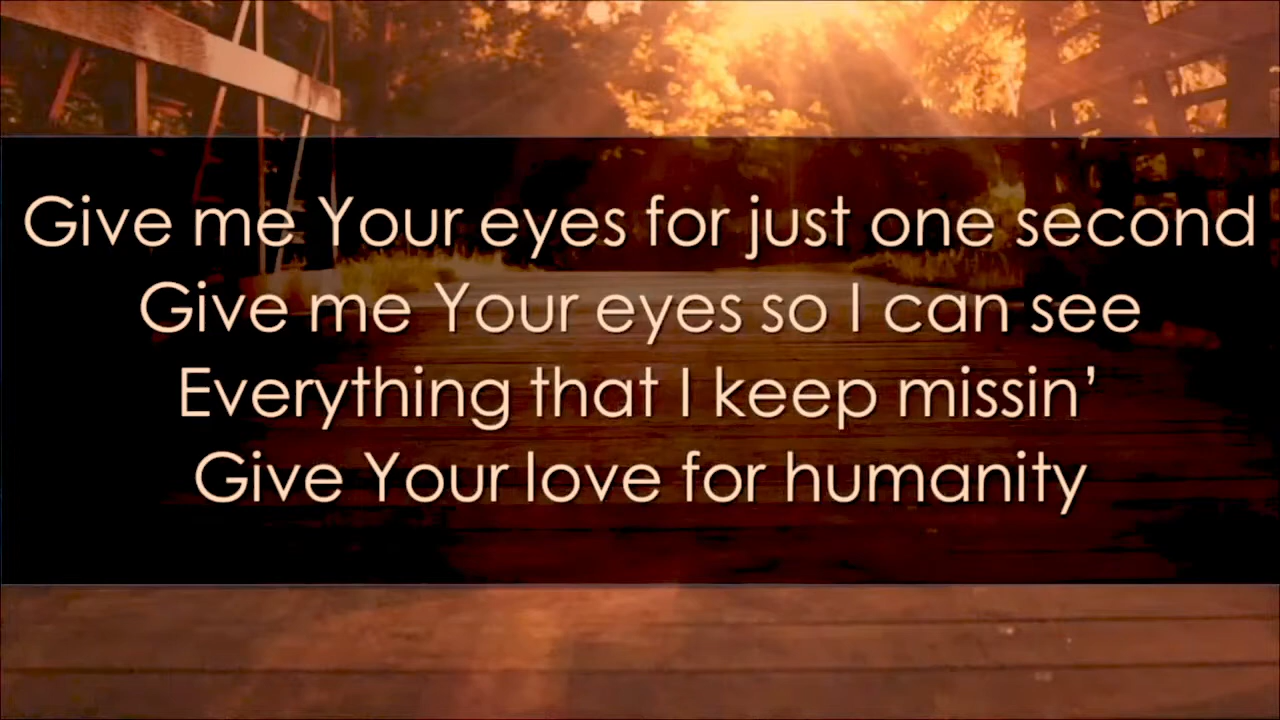 Give me Your eyes for just one second
Give me Your eyes so I can see
Everything that I keep missin’
Give Your love for humanity